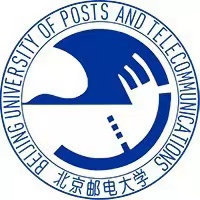 BEIJING UNIVERSITY OF POSTS AND TELECOMMUNICATIONS
北京邮电大学